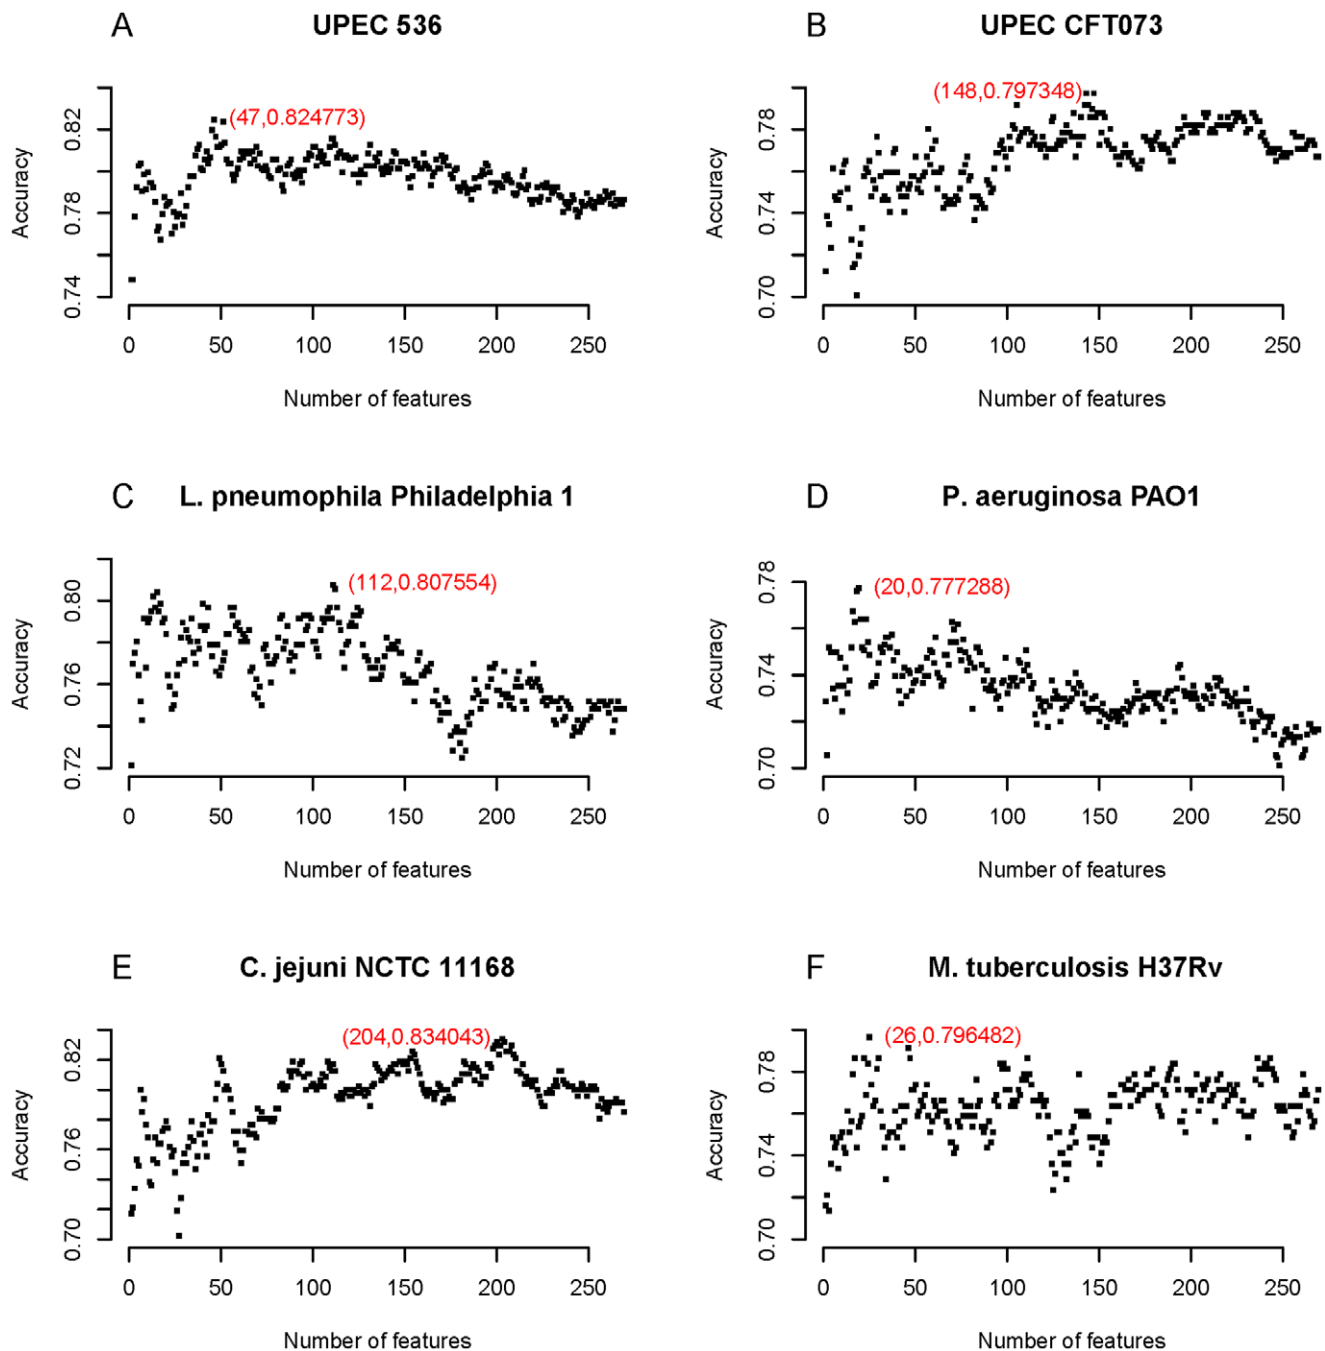 A UPEC 536
(47,0.824773)
Accuracy
0.82
0.78
0.74
0 50 100 150 200 250
Number of features
B UPEC CFT073
(148,0.797348)
Accuracy
0.78
0.74
0.70
0 50 100 150 200 250
Number of features
C L. pneumophila Philadelphia 1
(112,0.807554)
Accuracy
0.80
0.76
0.72
0 50 100 150 200 250
Number of features
D P. aeruginosa PAO1
(20,0.777288)
Accuracy
0.78
0.74
0.70
0 50 100 150 200 250
Number of features
E C. jejuni NCTC 11168
(204,0.834043)
Accuracy
0.82
0.76
0.70
0 50 100 150 200 250
Number of features
F M. tuberculosis H37Rv
(26,0.796482)
Accuracy
0.78
0.74
0.70
0 50 100 150 200 250
Number of features